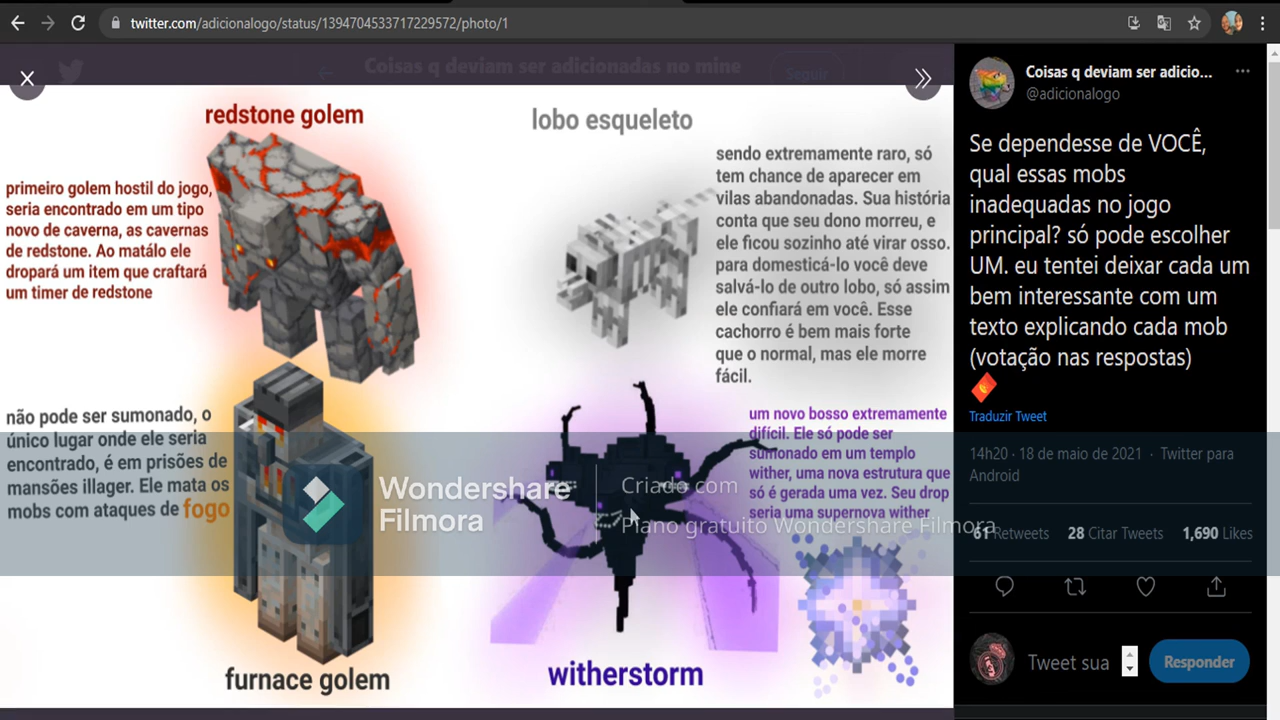 twitter.com/adicionalogo/status/1394704533717229572/photo/1
Coisas q deviam ser adicionadas no mine
Seguir
redstone golem
primeiro golem hostil do jogo,
seria encontrado em um tipo
novo de caverna, as cavernas
de redstone. Ao matálo ele
dropará um item que craftará
um timer de redstone
lobo esqueleto
sendo extremamente raro, só
tem chance de aparecer em
vilas abandonadas. Sua história
conta que seu dono morreu, e
ele ficou sozinho até virar osso.
para domesticá-lo você deve
salvá-lo de outro lobo, só assim
ele confiará em você. Esse
cachorro é bem mais forte
que o normal, mas ele morre
fácil.
não pode ser sumonado, o
único lugar onde ele seria
encontrado, é em prisões de
mansões illager. Ele mata os
mobs com ataques de fogo
furnace golem
um novo bosso extremamente
difícil. Ele só pode ser
sumonado em um templo
wither, uma nova estrutura que
só é gerada uma vez. Seu drop
seria uma supernova wither
witherstorm
Wondershare
Filmora
Criado com
Plano gratuito Wondershare Filmora
Coisas q deviam ser adicio...
@adicionalogo
Se dependesse de VOCÊ,
qual essas mobs
inadequadas no jogo
principal? só pode escolher
UM. eu tentei deixar cada um
bem interessante com um
texto explicando cada mob
(votação nas respostas)
Traduzir Tweet
14h20 · 18 de maio de 2021 · Twitter para
Android
61 Retweets 28 Citar Tweets 1,690 Likes
Tweet sua
Responder